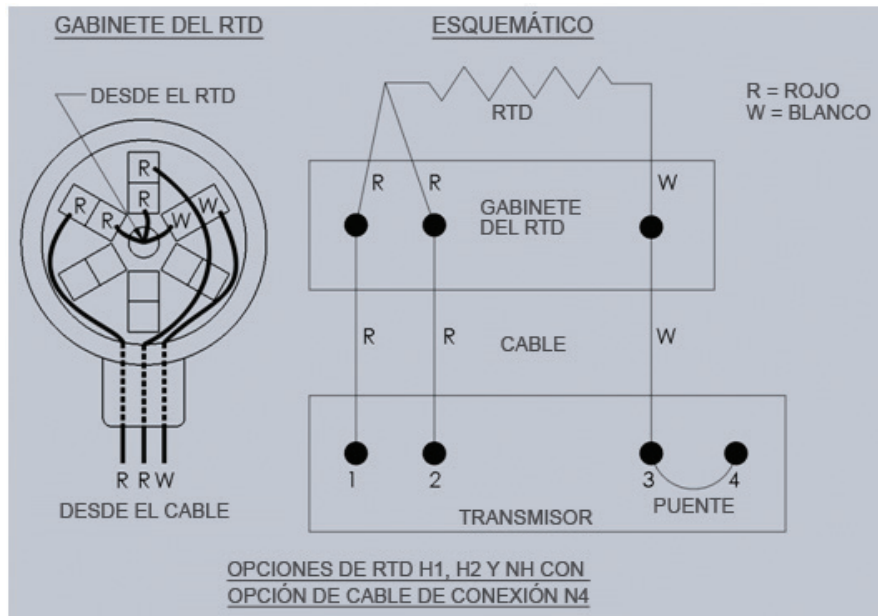 GABINETE DEL RTD
DESDE EL RTD
R
R
R
R
W
W
R R W
DESDE EL CABLE
ESQUEMÁTICO
RTD
R = ROJO
W = BLANCO
R R W
GABINETE
DEL RTD
R R W
CABLE
1 2 3 4
PUENTE
TRANSMISOR
OPCIONES DE RTD H1, H2 Y NH CON
OPCIÓN DE CABLE DE CONEXIÓN N4